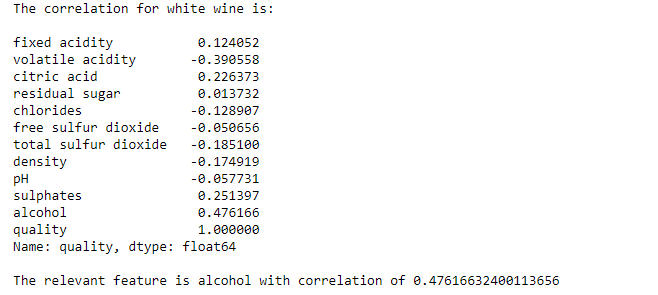 The correlation for white wine is:
fixed acidity 0.124052
volatile acidity -0.390558
citric acid 0.226373
residual sugar 0.013732
chlorides -0.128907
free sulfur dioxide -0.050656
total sulfur dioxide -0.185100
density -0.174919
pH -0.057731
sulphates 0.251397
alcohol 0.476166
quality 1.000000
Name: quality, dtype: float64
The relevant feature is alcohol with correlation of 0.47616632400113656